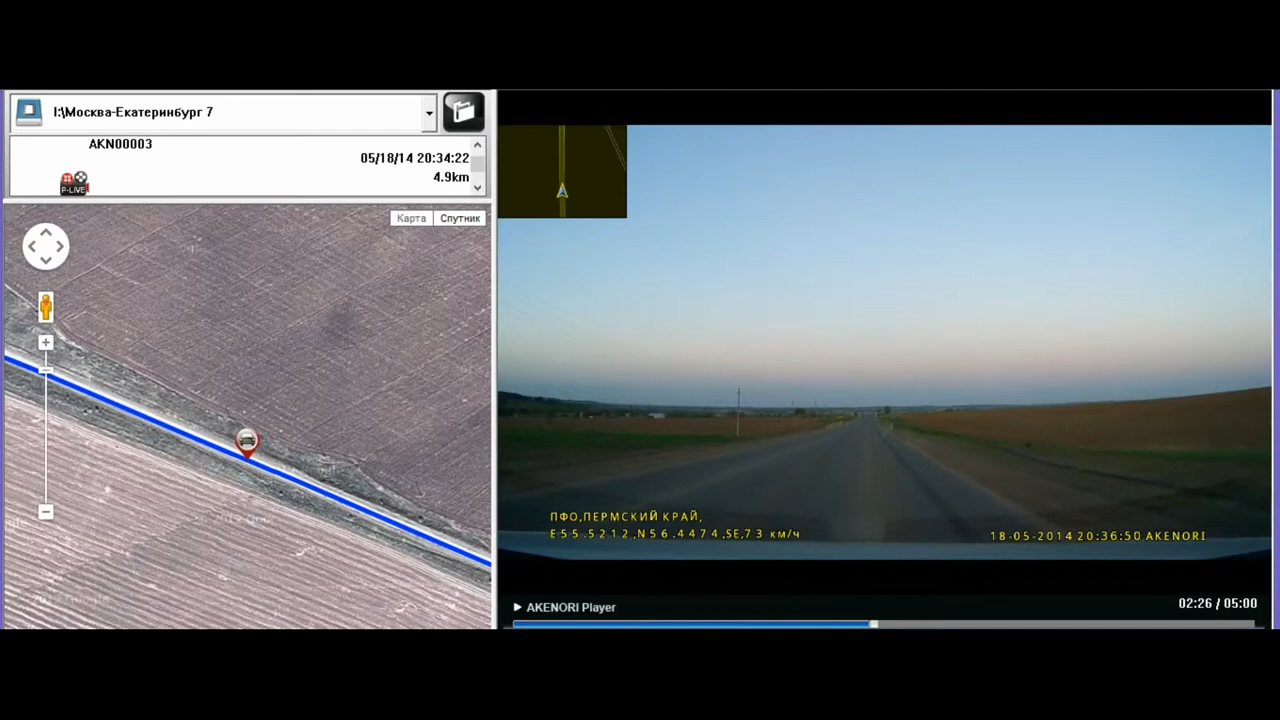 I:\Москва-Екатеринбург 7
AKN00003
05/18/14 20:34:22
4.9km
P-LIVE
Карта
Спутник
ПФО,ПЕРМСКИЙ КРАЙ,
E55.5212,N56.4474,SE,73 км/ч
18-05-2014 20:36:50 AKENORI
AKENORI Player
02:26 / 05:00